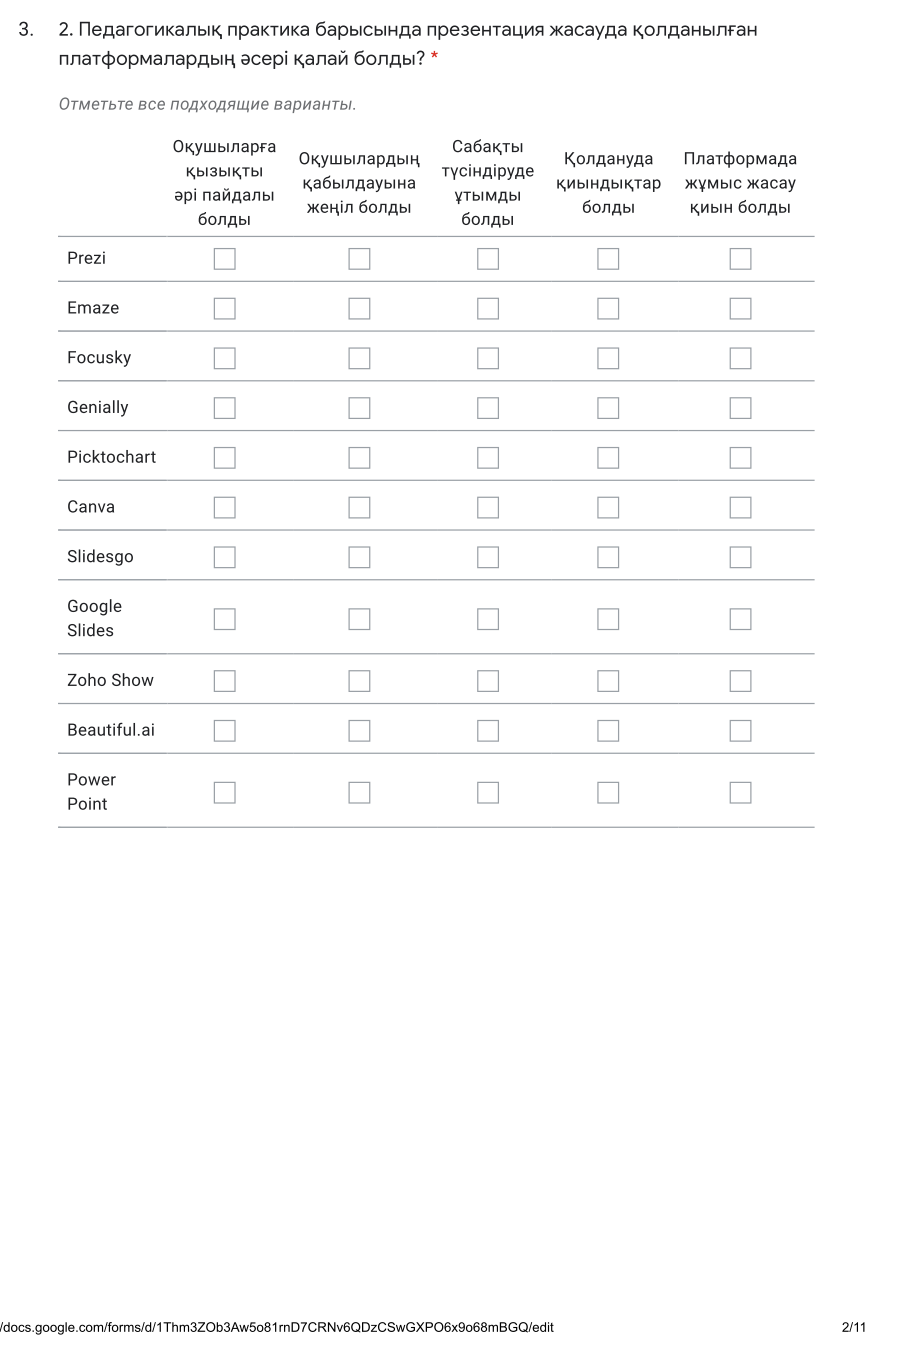 3. 2. Педагогикалық практика барысында презентация жасауда қолданылған
платформалардың әсері қалай болды? *
Отметьте все подходящие варианты.
Оқушыларға
қызықты
әрі пайдалы
болды
Оқушылардың
қабылдауына
жеңіл болды
Сабақты
түсіндіруде
ұтымды
болды
Қолдануда
қиындықтар
болды
Платформада
жұмыс жасау
қиын болды
Prezi
Emaze
Focusky
Genially
Picktochart
Canva
Slidesgo
Google
Slides
Zoho Show
Beautiful.ai
Power
Point
/docs.google.com/forms/d/1Thm3ZOb3Aw5o81rnD7CRNv6QDzCSwGXPO6x9o68mBGQ/edit 2/11